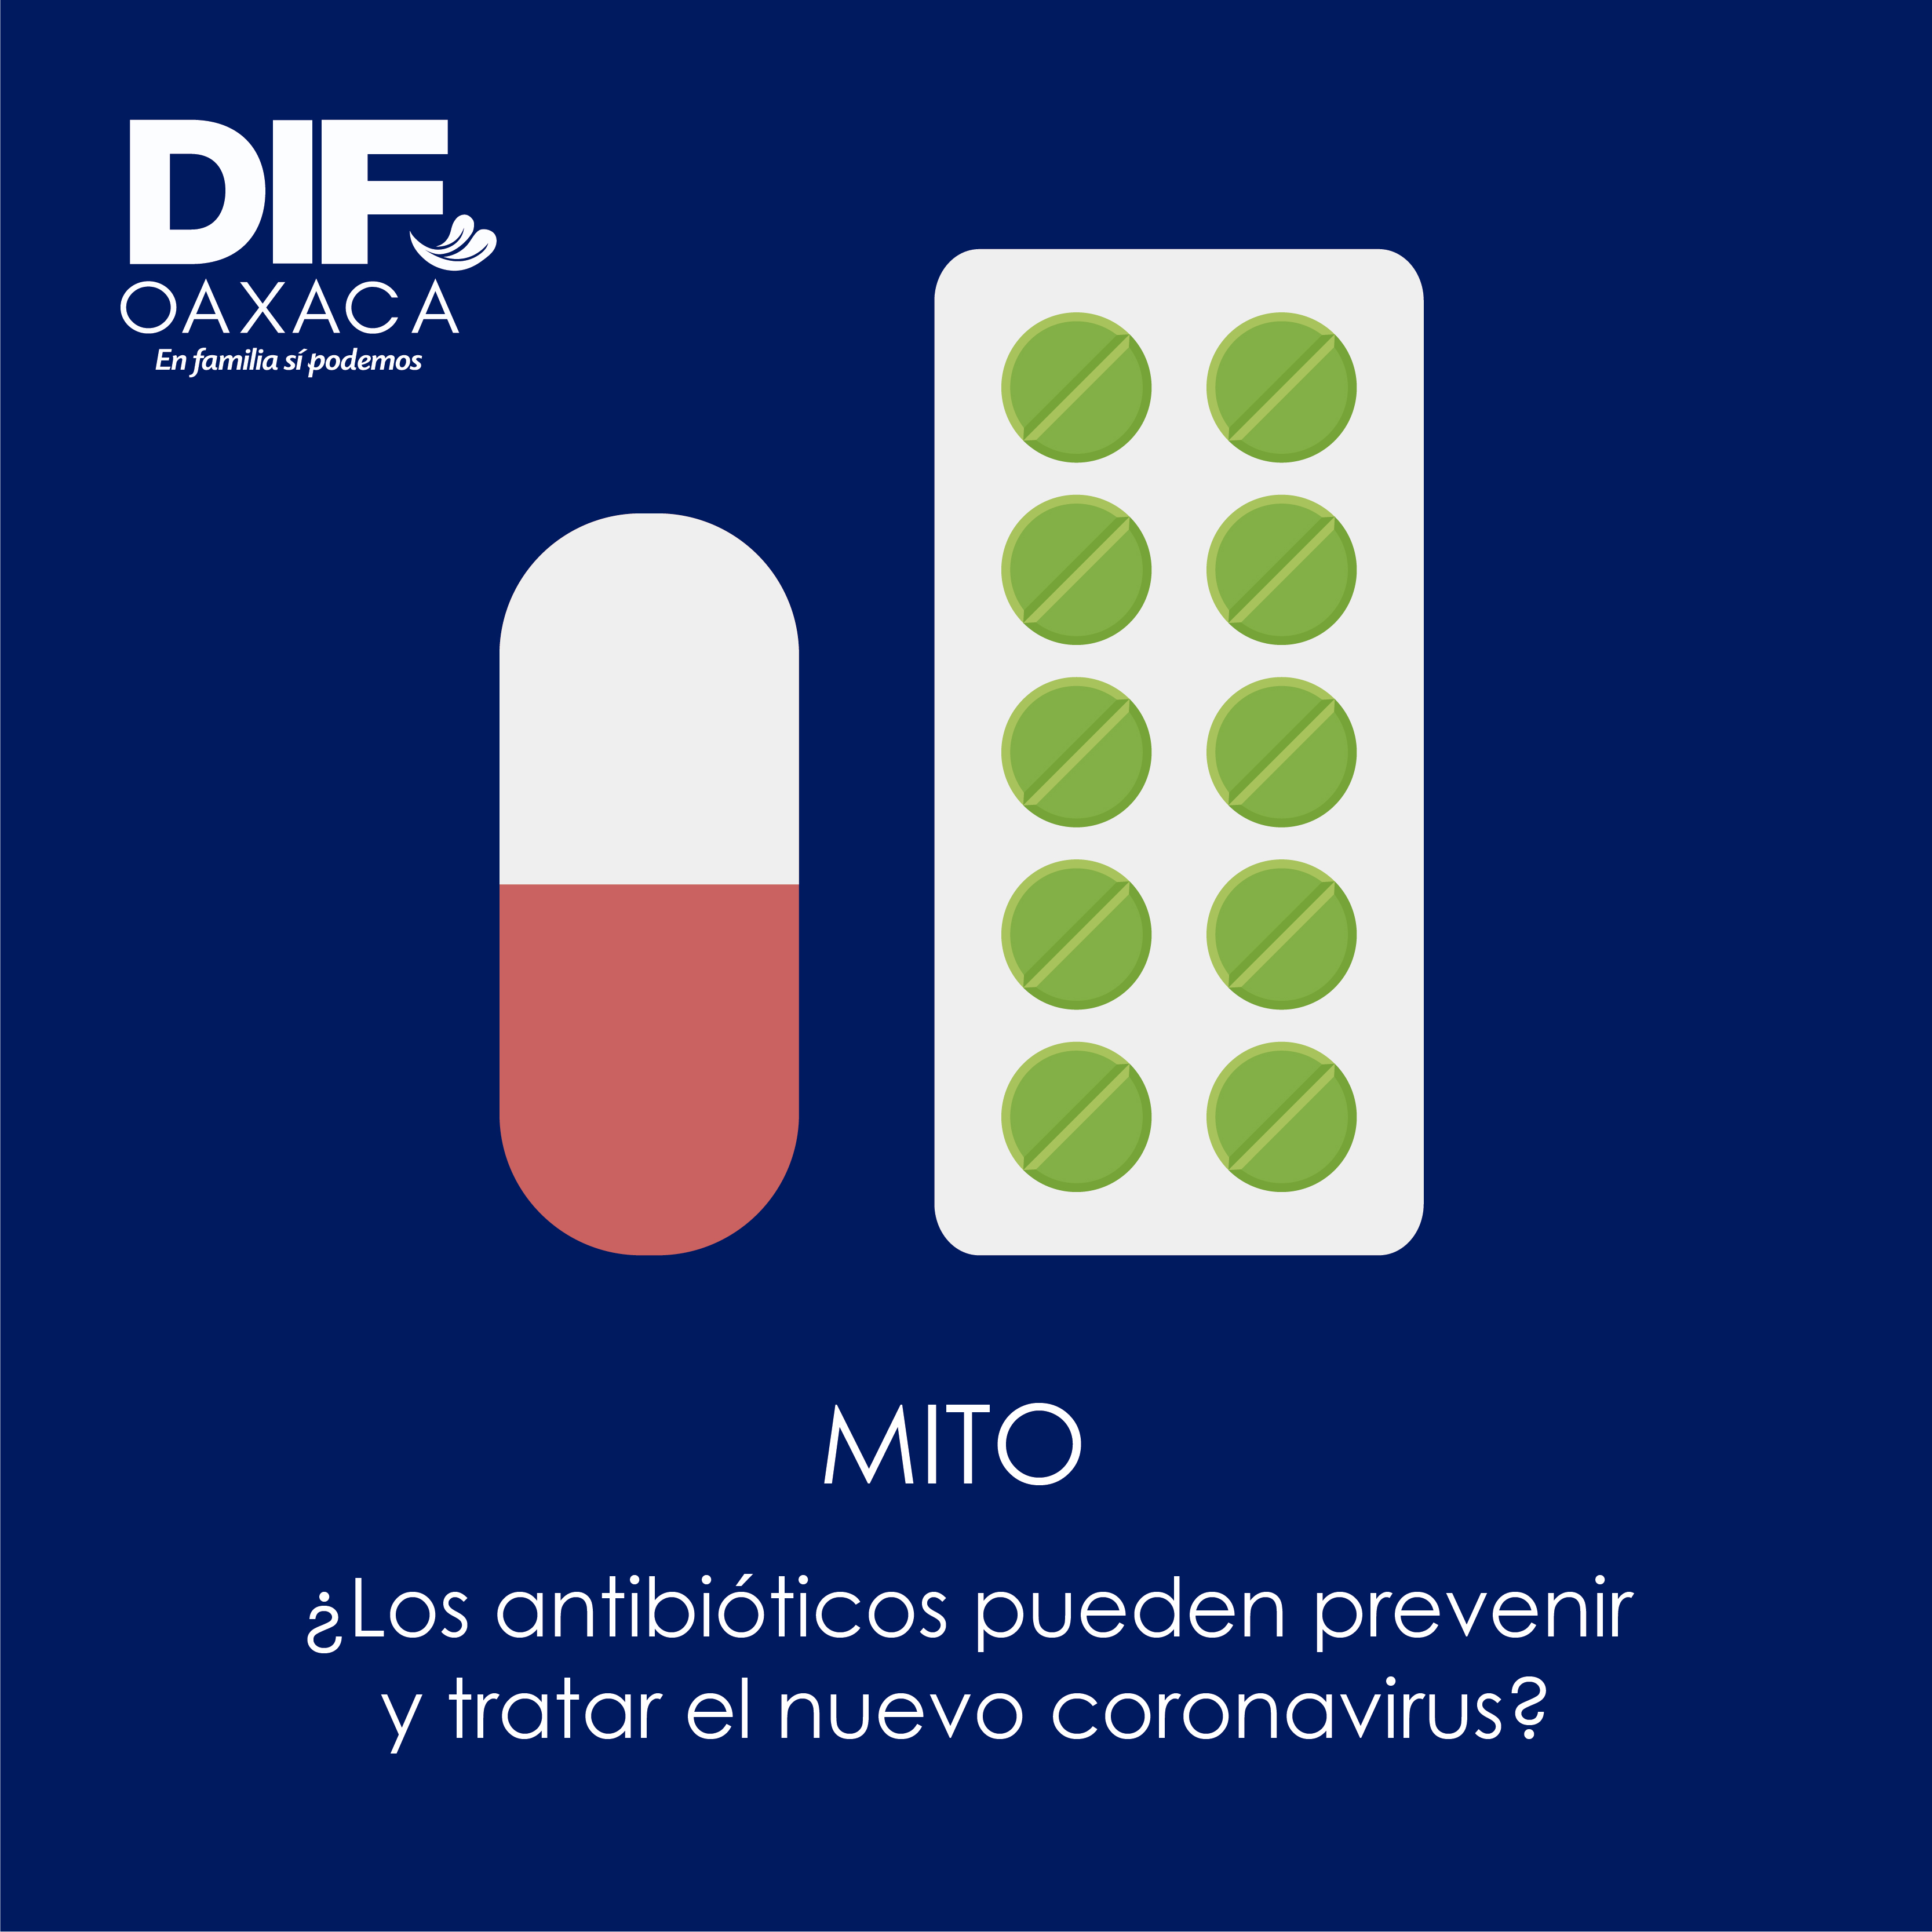 DIF
OAXACA
En familia sí podemos
MITO
¿Los antibióticos pueden prevenir
y tratar el nuevo coronavirus?